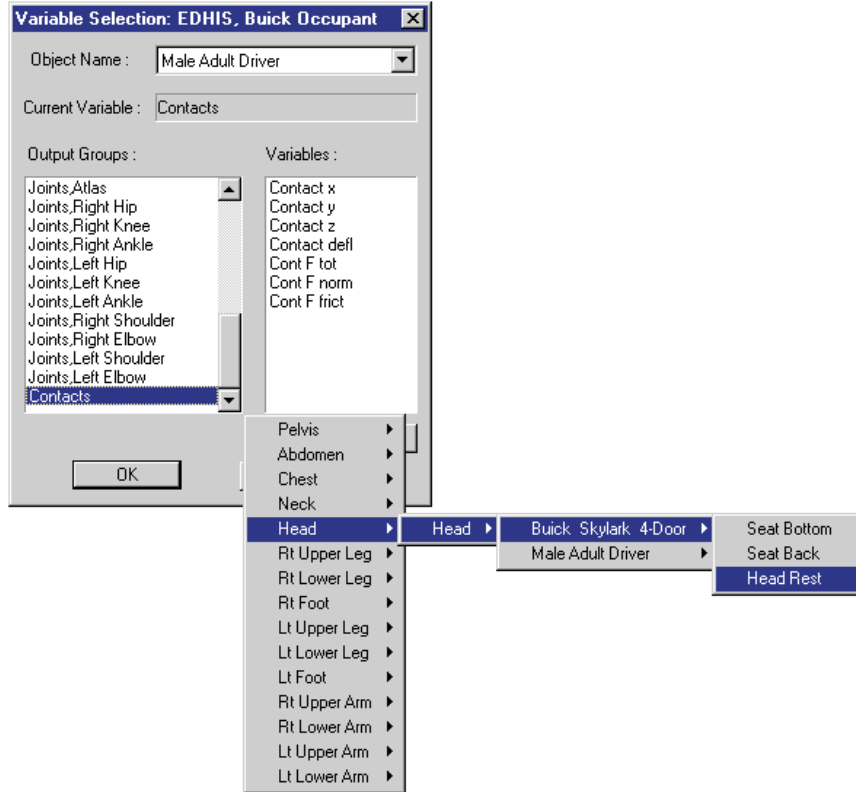 Variable Selection: EDHIS, Buick Occupant
Object Name :
Male Adult Driver
Current Variable :
Contacts
Output Groups :
Joints,Atlas
Joints,Right Hip
Joints,Right Knee
Joints,Right Ankle
Joints,Left Hip
Joints,Left Knee
Joints,Left Ankle
Joints,Right Shoulder
Joints,Right Elbow
Joints,Left Shoulder
Joints,Left Elbow
Contacts
Variables :
Contact x
Contact y
Contact z
Contact defl
Cont F tot
Cont F norm
Cont F frict
OK
Pelvis
Abdomen
Chest
Neck
Head
Rt Upper Leg
Rt Lower Leg
Rt Foot
Lt Upper Leg
Lt Lower Leg
Lt Foot
Rt Upper Arm
Rt Lower Arm
Lt Upper Arm
Lt Lower Arm
Head
Buick Skylark 4-Door
Male Adult Driver
Seat Bottom
Seat Back
Head Rest